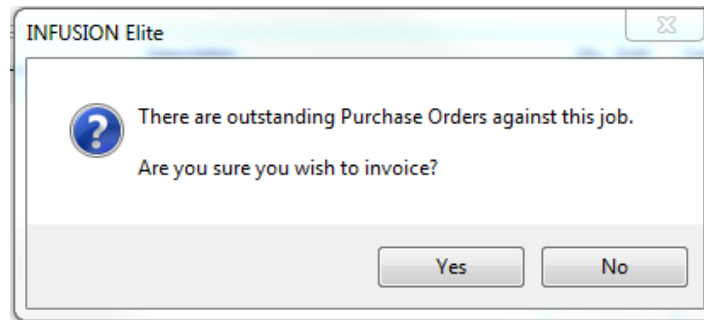 INFUSION Elite
There are outstanding Purchase Orders against this job.
Are you sure you wish to invoice?
Yes
No